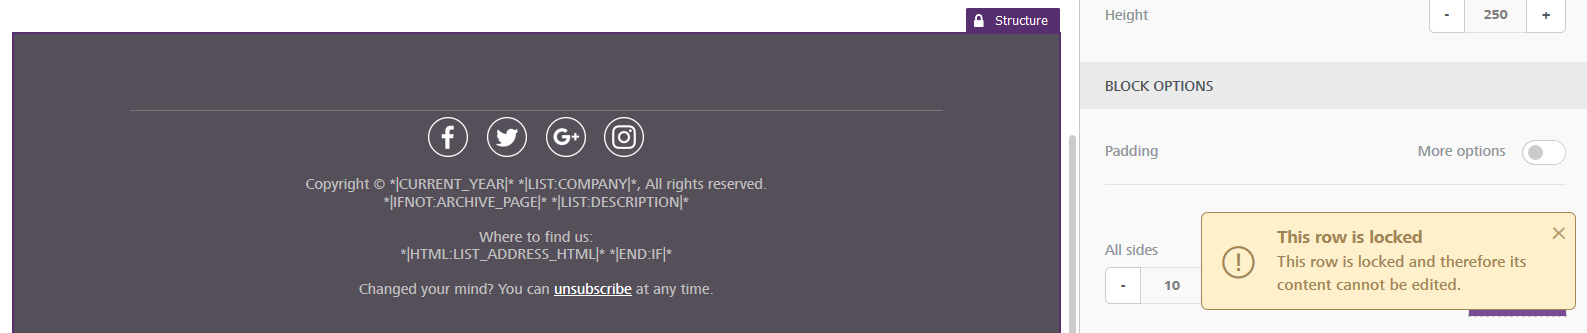 Structure
Copyright © *|CURRENT_YEAR|* *|LIST:COMPANY|*, All rights reserved.
*|IFNOT:ARCHIVE_PAGE|* *|LIST:DESCRIPTION|*
Where to find us:
*|HTML:LIST_ADDRESS_HTML|* *|END:IF|*
Changed your mind? You can unsubscribe at any time.
Height - 250 +
BLOCK OPTIONS
Padding More options
All sides
- 10
This row is locked
This row is locked and therefore its
content cannot be edited.